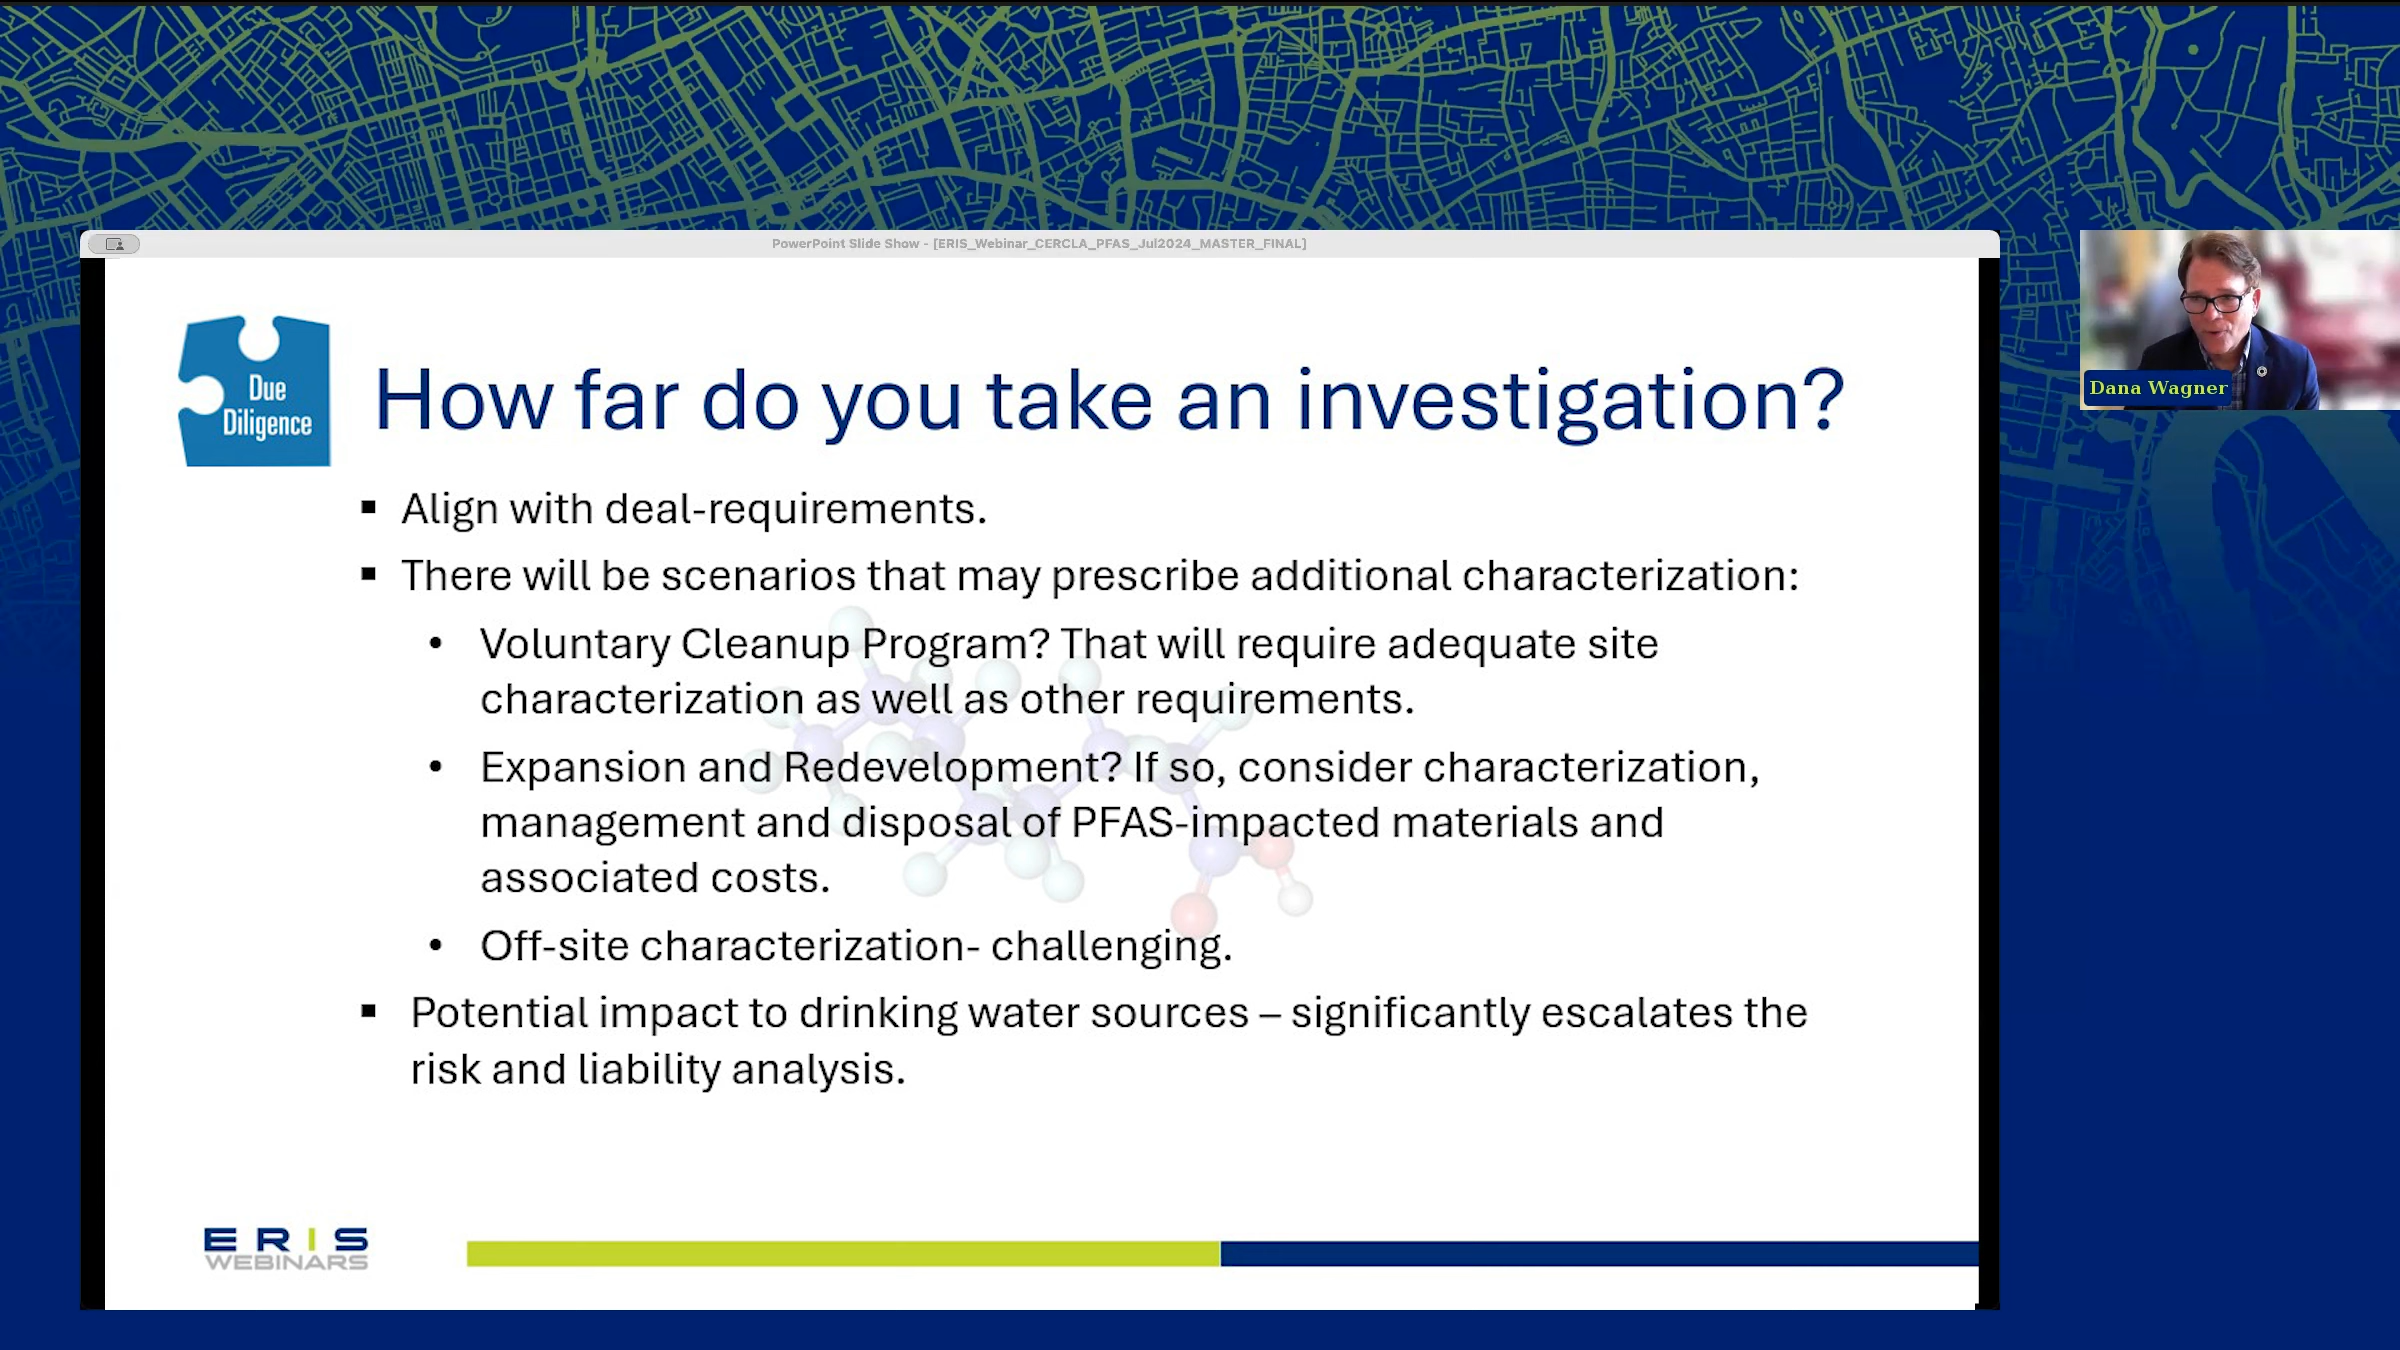 PowerPoint Slide Show - [ERIS_Webinar_CERCLA_PFAS_Jul2024_MASTER_FINAL]
Dana Wagner
Due
Diligence
How far do you take an investigation?
▪ Align with deal-requirements.
▪ There will be scenarios that may prescribe additional characterization:
• Voluntary Cleanup Program? That will require adequate site
characterization as well as other requirements.
• Expansion and Redevelopment? If so, consider characterization,
management and disposal of PFAS-impacted materials and
associated costs.
• Off-site characterization- challenging.
▪ Potential impact to drinking water sources – significantly escalates the
risk and liability analysis.
ERIS
WEBINARS